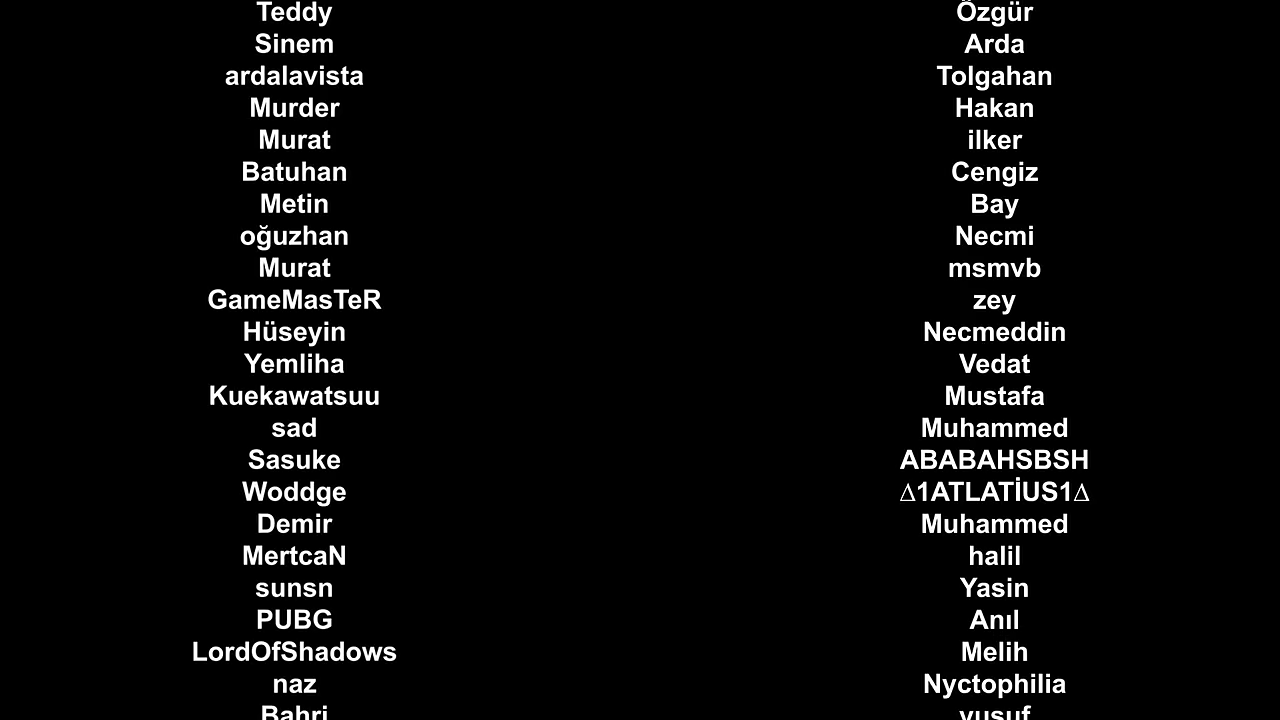 Teddy
Sinem
ardalavista
Murder
Murat
Batuhan
Metin
oğuzhan
Murat
GameMasTeR
Hüseyin
Yemliha
Kuekawatsuu
sad
Sasuke
Woddge
Demir
MertcaN
sunsn
PUBG
LordOfShadows
naz
Bahri
Özgür
Arda
Tolgahan
Hakan
ilker
Cengiz
Bay
Necmi
msmvb
zey
Necmeddin
Vedat
Mustafa
Muhammed
ABABAHSBSH
∆1ATLATİUS1∆
Muhammed
halil
Yasin
Anıl
Melih
Nyctophilia
yusuf